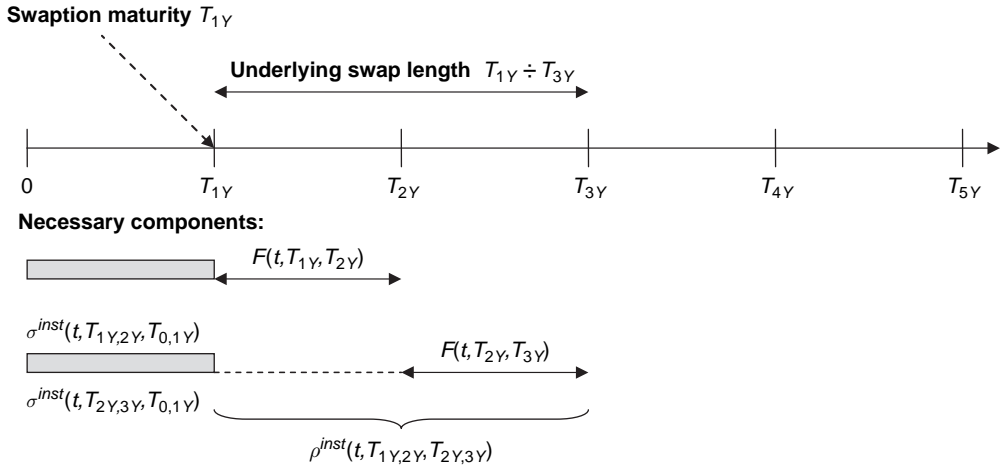 Swaption maturity T1Y
Underlying swap length T1Y ÷ T3Y
0 T1Y T2Y T3Y T4Y T5Y
Necessary components:
F(t,T1Y,T2Y)
σinst(t,T1Y,2Y,T0,1Y)
F(t,T2Y,T3Y)
σinst(t,T2Y,3Y,T0,1Y)
ρinst(t,T1Y,2Y,T2Y,3Y)